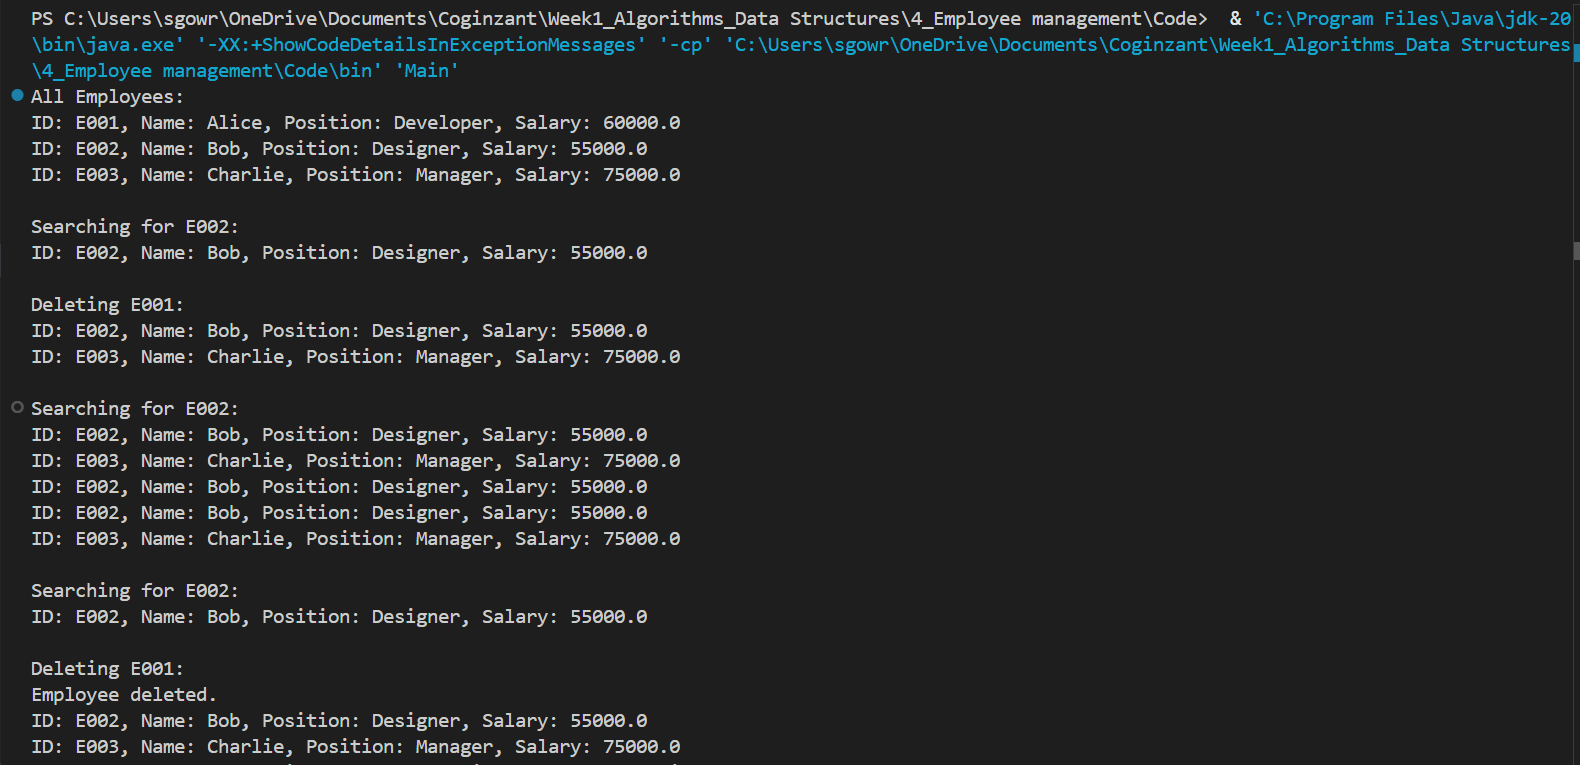 PS C:\Users\sgowr\OneDrive\Documents\Coginzant\Week1_Algorithms_Data Structures\4_Employee management\Code>  & 'C:\Program Files\Java\jdk-20
\bin\java.exe' '-XX:+ShowCodeDetailsInExceptionMessages' '-cp' 'C:\Users\sgowr\OneDrive\Documents\Coginzant\Week1_Algorithms_Data Structures
\4_Employee management\Code\bin' 'Main'
All Employees:
ID: E001, Name: Alice, Position: Developer, Salary: 60000.0
ID: E002, Name: Bob, Position: Designer, Salary: 55000.0
ID: E003, Name: Charlie, Position: Manager, Salary: 75000.0
Searching for E002:
ID: E002, Name: Bob, Position: Designer, Salary: 55000.0
Deleting E001:
ID: E002, Name: Bob, Position: Designer, Salary: 55000.0
ID: E003, Name: Charlie, Position: Manager, Salary: 75000.0
Searching for E002:
ID: E002, Name: Bob, Position: Designer, Salary: 55000.0
ID: E003, Name: Charlie, Position: Manager, Salary: 75000.0
ID: E002, Name: Bob, Position: Designer, Salary: 55000.0
ID: E002, Name: Bob, Position: Designer, Salary: 55000.0
ID: E003, Name: Charlie, Position: Manager, Salary: 75000.0
Searching for E002:
ID: E002, Name: Bob, Position: Designer, Salary: 55000.0
Deleting E001:
Employee deleted.
ID: E002, Name: Bob, Position: Designer, Salary: 55000.0
ID: E003, Name: Charlie, Position: Manager, Salary: 75000.0